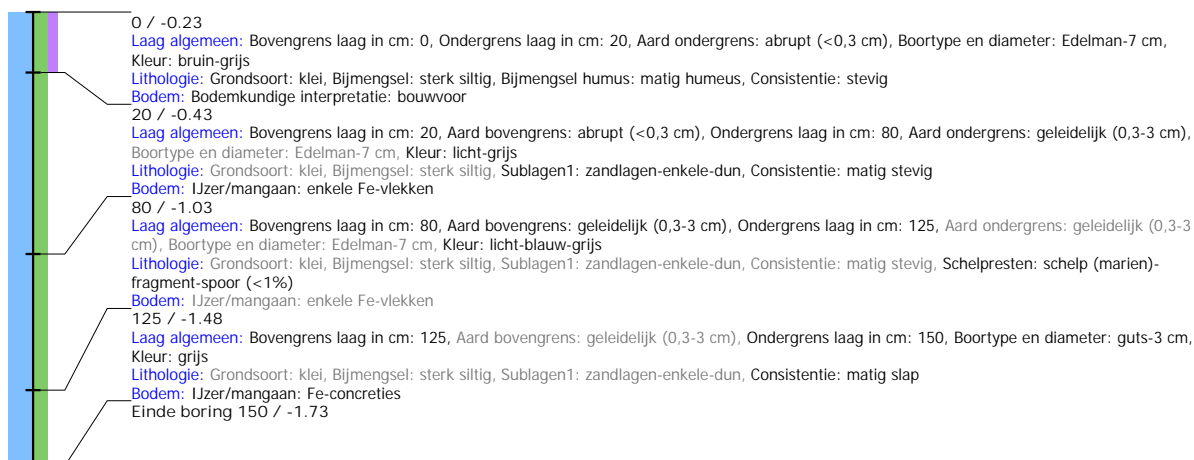 0 / -0.23
Laag algemeen: Bovengrens laag in cm: 0, Ondergrens laag in cm: 20, Aard ondergrens: abrupt (<0,3 cm), Boortype en diameter: Edelman-7 cm,
Kleur: bruin-grijs
Lithologie: Grondsoort: klei, Bijmengsel: sterk siltig, Bijmengsel humus: matig humeus, Consistentie: stevig
Bodem: Bodemkundige interpretatie: bouwvoor
20 / -0.43
Laag algemeen: Bovengrens laag in cm: 20, Aard bovengrens: abrupt (<0,3 cm), Ondergrens laag in cm: 80, Aard ondergrens: geleidelijk (0,3-3 cm),
Boortype en diameter: Edelman-7 cm, Kleur: licht-grijs
Lithologie: Grondsoort: klei, Bijmengsel: sterk siltig, Sublagen1: zandlagen-enkele-dun, Consistentie: matig stevig
Bodem: IJzer/mangaan: enkele Fe-vlekken
80 / -1.03
Laag algemeen: Bovengrens laag in cm: 80, Aard bovengrens: geleidelijk (0,3-3 cm), Ondergrens laag in cm: 125, Aard ondergrens: geleidelijk (0,3-3
cm), Boortype en diameter: Edelman-7 cm, Kleur: licht-blauw-grijs
Lithologie: Grondsoort: klei, Bijmengsel: sterk siltig, Sublagen1: zandlagen-enkele-dun, Consistentie: matig stevig, Schelpresten: schelp (marien)-
fragment-spoor (<1%)
Bodem: IJzer/mangaan: enkele Fe-vlekken
125 / -1.48
Laag algemeen: Bovengrens laag in cm: 125, Aard bovengrens: geleidelijk (0,3-3 cm), Ondergrens laag in cm: 150, Boortype en diameter: guts-3 cm,
Kleur: grijs
Lithologie: Grondsoort: klei, Bijmengsel: sterk siltig, Sublagen1: zandlagen-enkele-dun, Consistentie: matig slap
Bodem: IJzer/mangaan: Fe-concreties
Einde boring 150 / -1.73